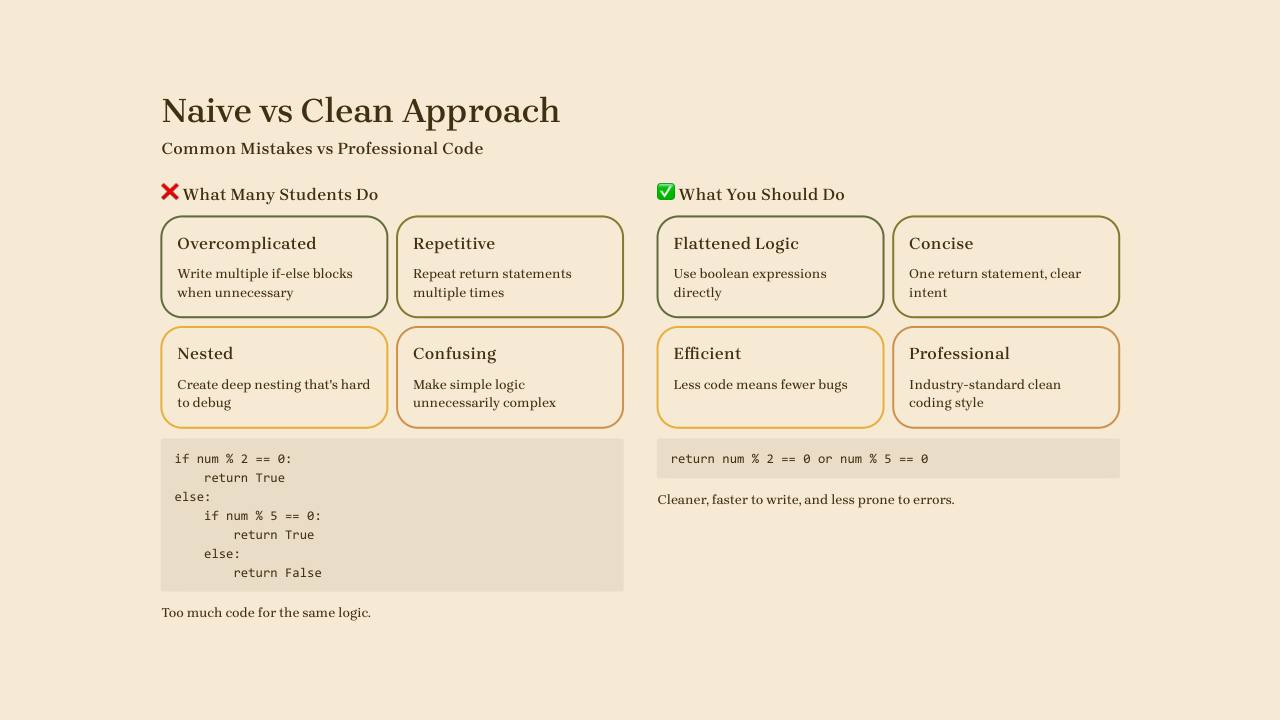 Naive vs Clean Approach
Common Mistakes vs Professional Code
❌ What Many Students Do
Overcomplicated
Write multiple if-else blocks
when unnecessary
Repetitive
Repeat return statements
multiple times
Nested
Create deep nesting that's hard
to debug
Confusing
Make simple logic
unnecessarily complex
if num % 2 == 0:
    return True
else:
    if num % 5 == 0:
        return True
    else:
        return False
Too much code for the same logic.
✅ What You Should Do
Flattened Logic
Use boolean expressions
directly
Concise
One return statement, clear
intent
Efficient
Less code means fewer bugs
Professional
Industry-standard clean
coding style
return num % 2 == 0 or num % 5 == 0
Cleaner, faster to write, and less prone to errors.